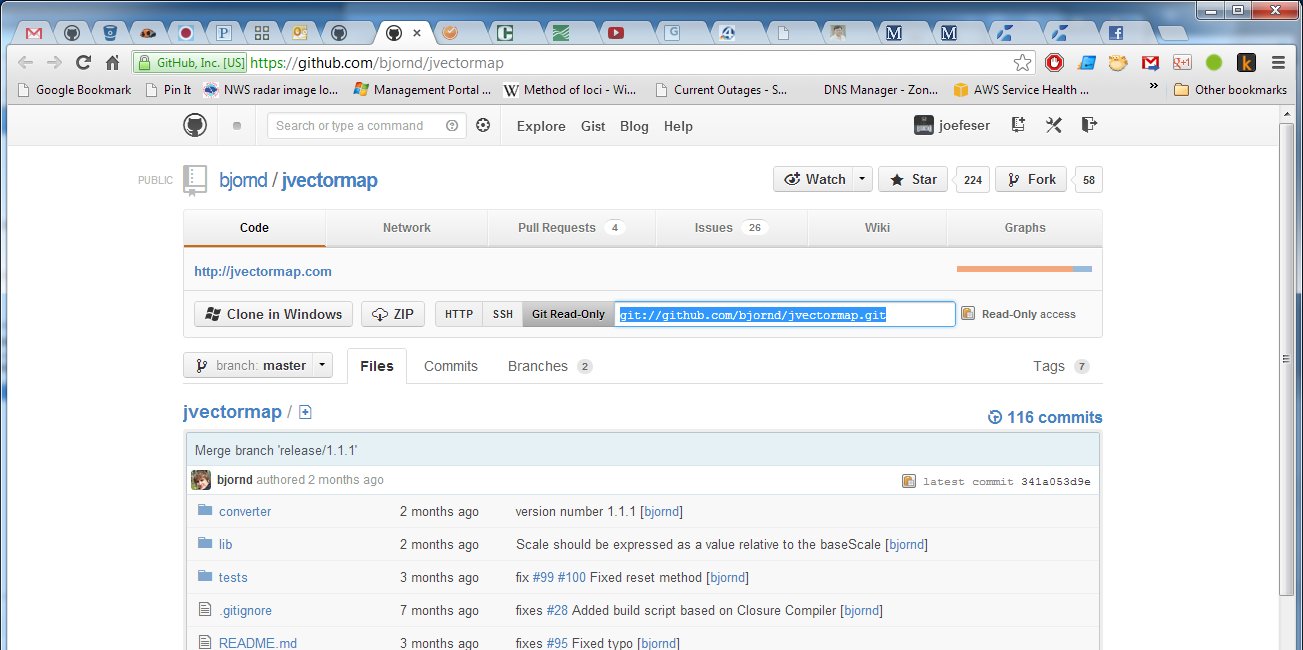 GitHub, Inc. [US] https://github.com/bjornd/jvectormap
Google Bookmark Pin It NWS radar image lo... Management Portal ... Method of loci - Wi... Current Outages - S... DNS Manager - Zon... AWS Service Health ... » Other bookmarks
Search or type a command Explore Gist Blog Help joefeser
PUBLIC bjornd / jvectormap Watch Star 224 Fork 58
Code Network Pull Requests 4 Issues 26 Wiki Graphs
http://jvectormap.com
Clone in Windows ZIP HTTP SSH Git Read-Only git://github.com/bjornd/jvectormap.git Read-Only access
branch: master Files Commits Branches 2 Tags 7
jvectormap / 116 commits
Merge branch 'release/1.1.1'
bjornd authored 2 months ago latest commit 341a053d9e
converter 2 months ago version number 1.1.1 [bjornd]
lib 2 months ago Scale should be expressed as a value relative to the baseScale [bjornd]
tests 3 months ago fix #99 #100 Fixed reset method [bjornd]
.gitignore 7 months ago fixes #28 Added build script based on Closure Compiler [bjornd]
README.md 3 months ago fixes #95 Fixed typo [bjornd]